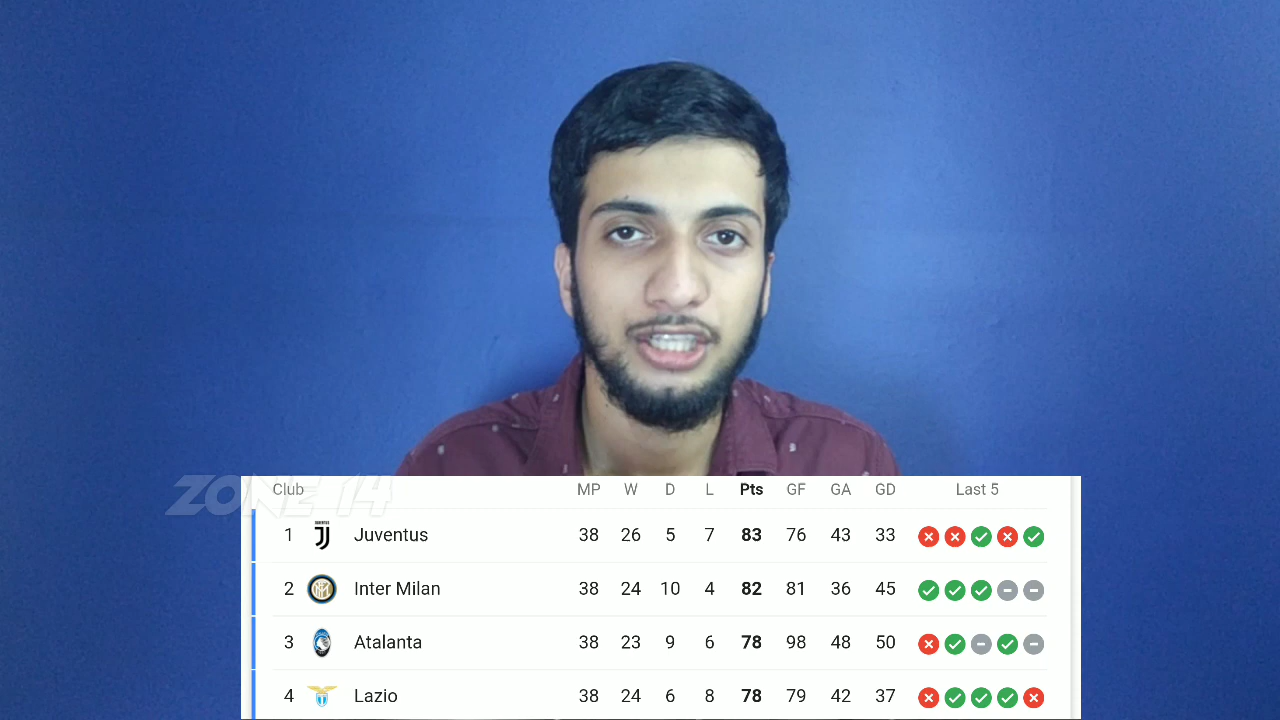 ZONE 14
Club MP W D L Pts GF GA GD Last 5
1 Juventus 38 26 5 7 83 76 43 33
2 Inter Milan 38 24 10 4 82 81 36 45
3 Atalanta 38 23 9 6 78 98 48 50
4 Lazio 38 24 6 8 78 79 42 37